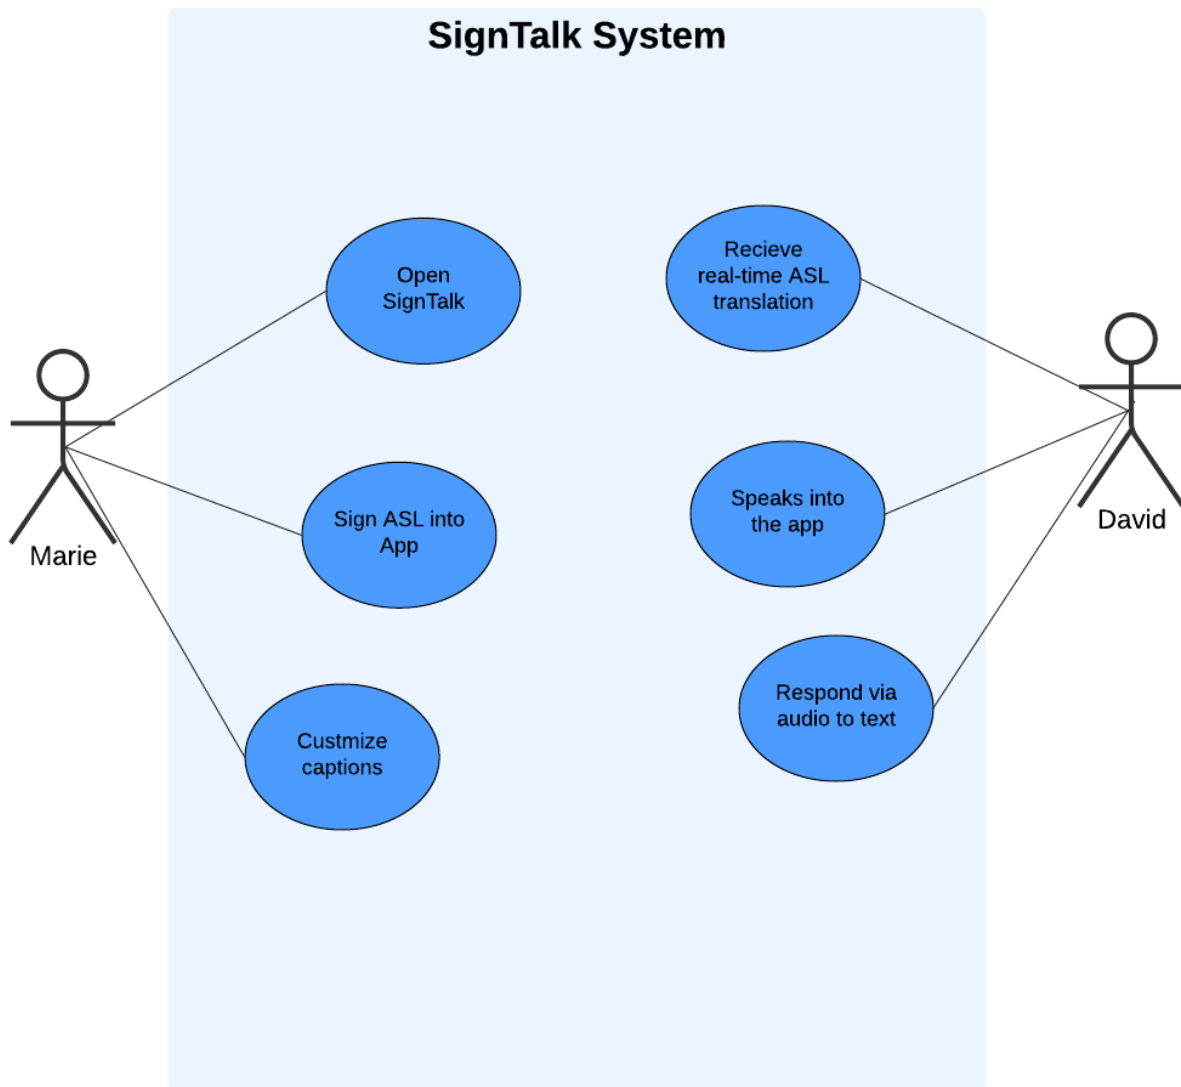 SignTalk System
Open
SignTalk
Recieve
real-time ASL
translation
Marie
Sign ASL into
App
Speaks into
the app
David
Custmize
captions
Respond via
audio to text